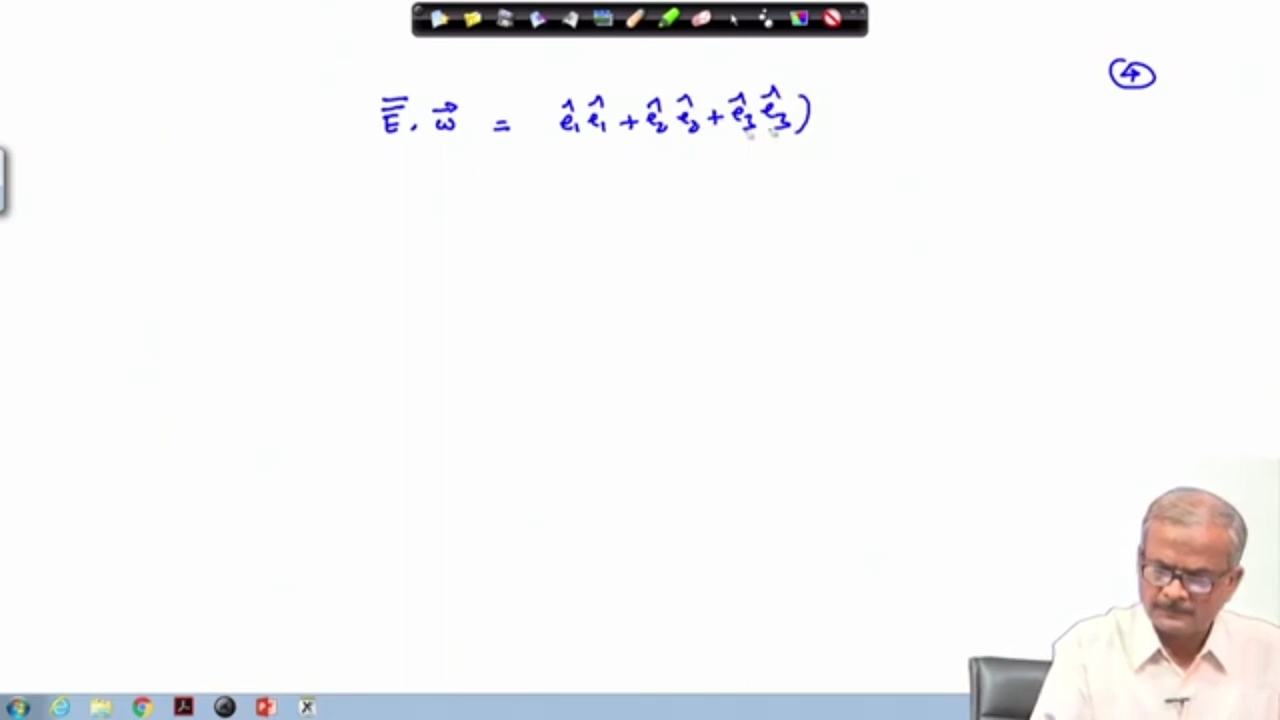 ④
E̿ . ω⃗ = ê₁ ê₁ + ê₂ ê₂ + ê₃ ê₃)